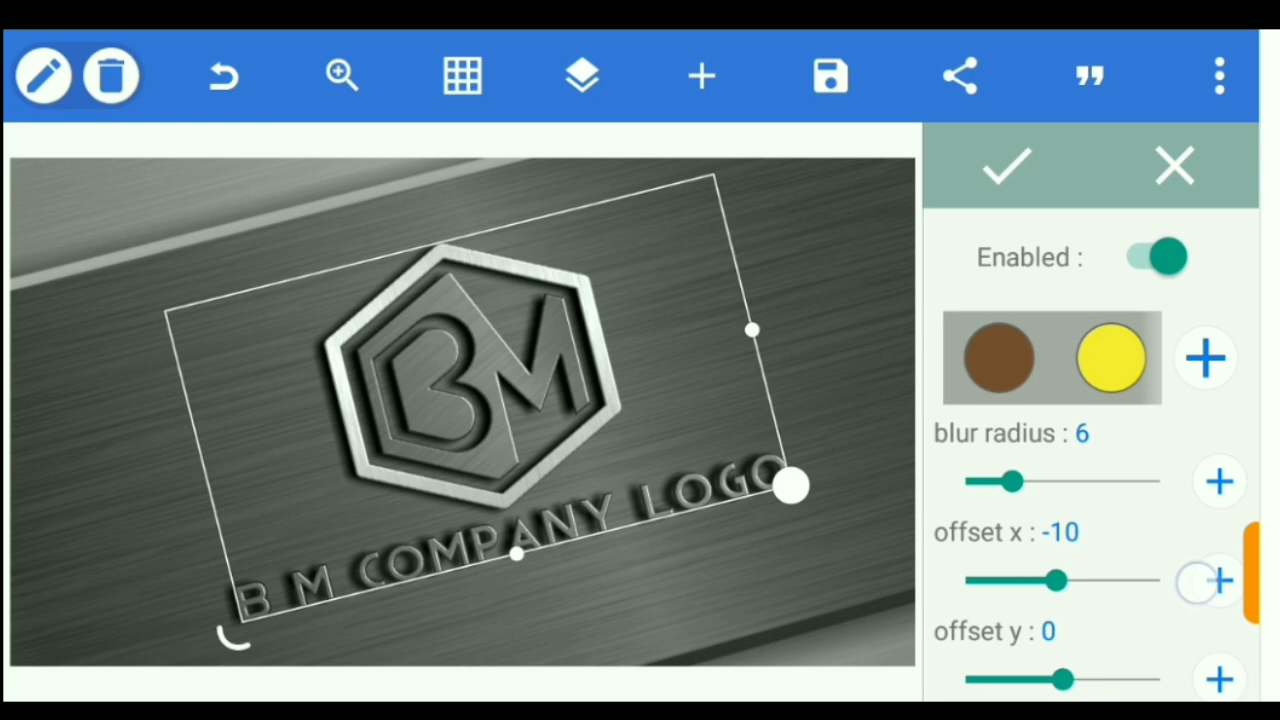 Enabled :
BM
blur radius : 6
B M COMPANY LOGO
offset x : -10
offset y : 0